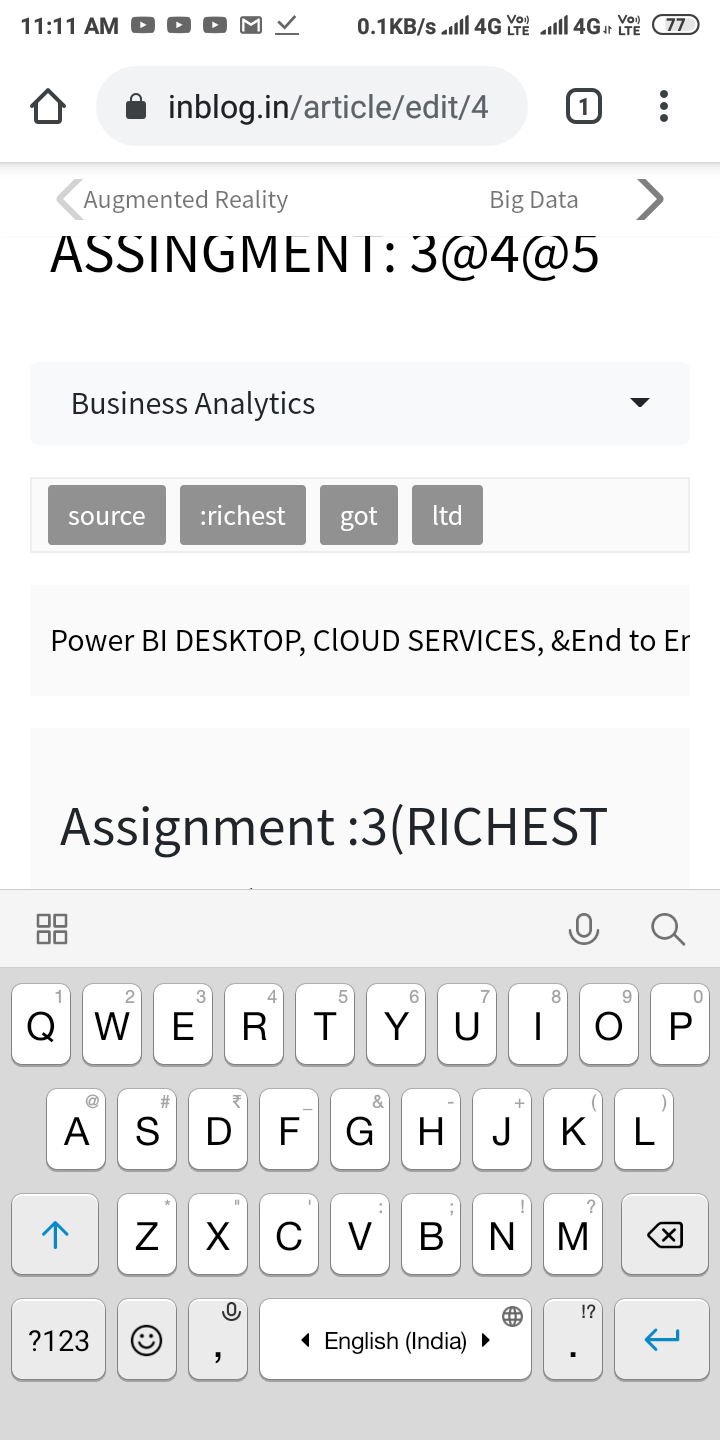 11:11 AM 0.1KB/s 4G Vo) LTE 4G Vo) LTE 77
inblog.in/article/edit/4 1
Augmented Reality Big Data
ASSINGMENT: 3@4@5
Business Analytics
source :richest got ltd
Power BI DESKTOP, ClOUD SERVICES, &End to Er
Assignment :3(RICHEST
1 2 3 4 5 6 7 8 9 0
Q W E R T Y U I O P
@ # ₹ _ & - + ( )
A S D F G H J K L
* " ' : ; ! ?
Z X C V B N M
!?
?123 , English (India) .